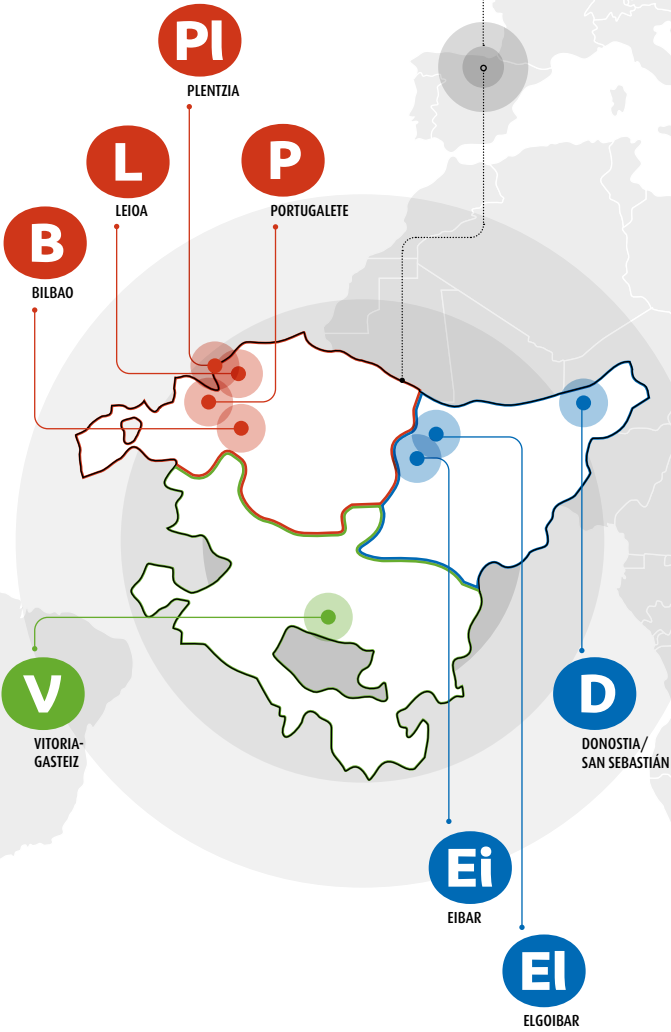 Pl
PLENTZIA
L
LEIOA
P
PORTUGALETE
B
BILBAO
V
VITORIA-
GASTEIZ
D
DONOSTIA/
SAN SEBASTIÁN
Ei
EIBAR
El
ELGOIBAR